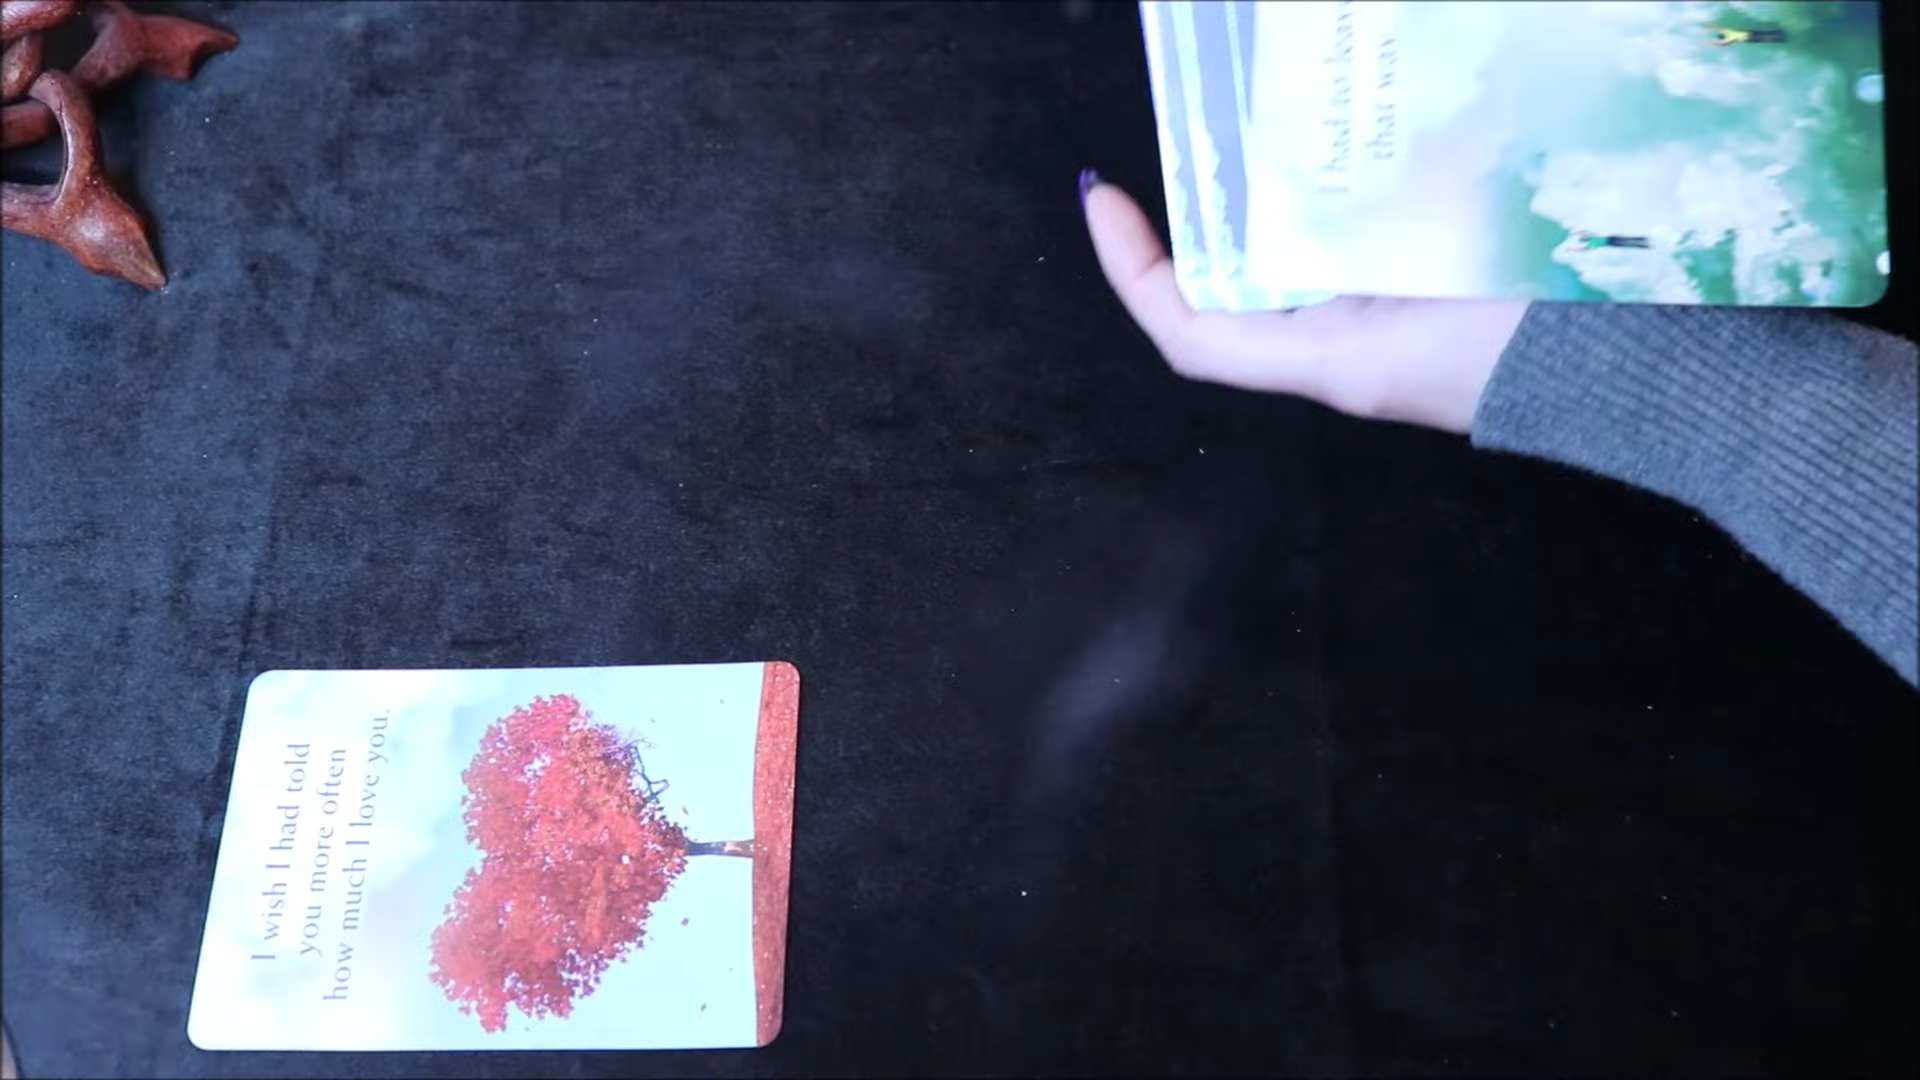 I wish I had told
you more often
how much I love you.
I had to leave
that way.